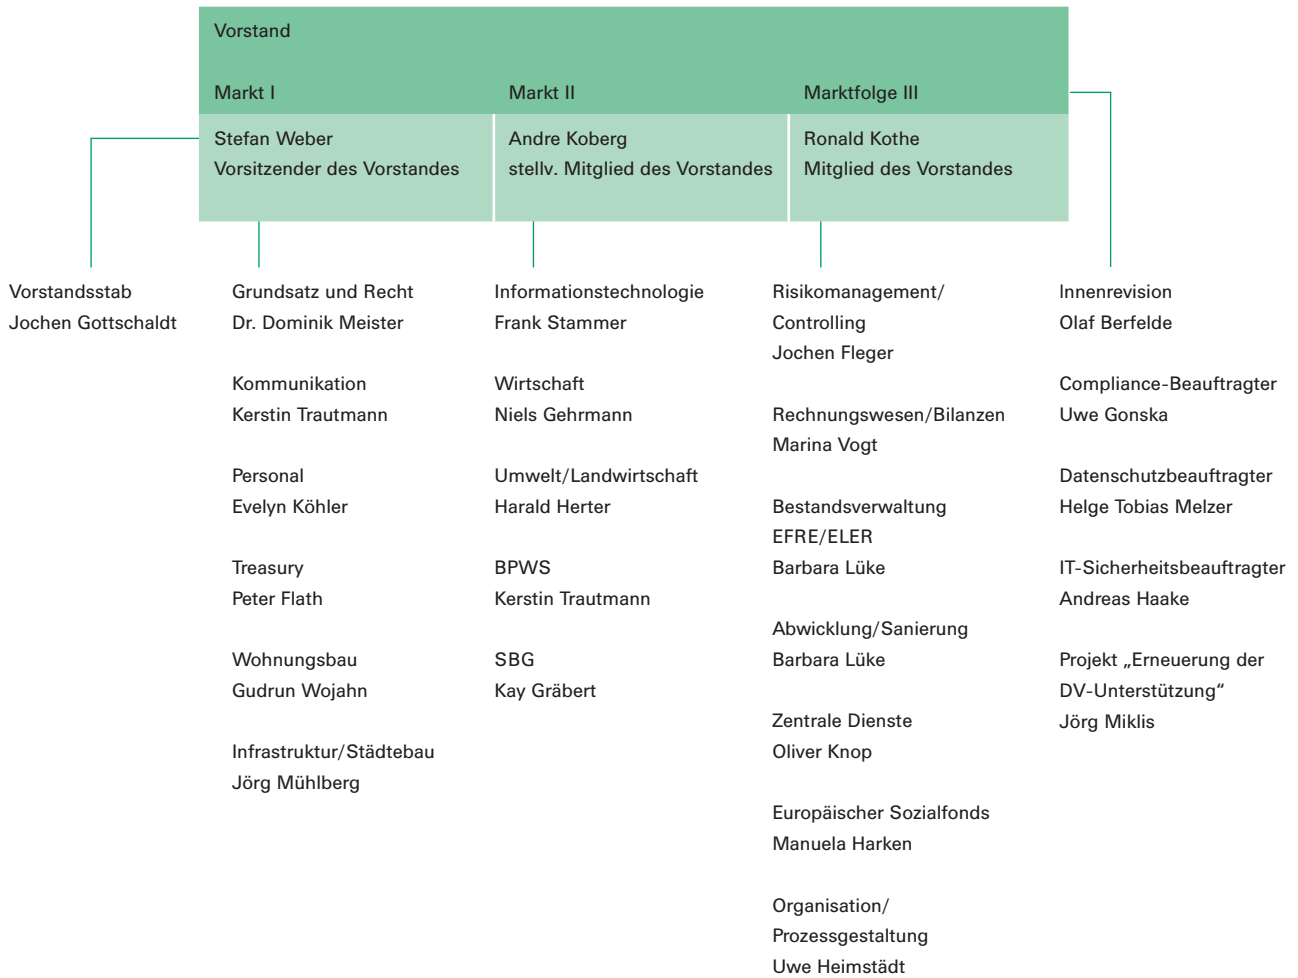 Vorstand
Markt I
Markt II
Marktfolge III
Stefan Weber
Vorsitzender des Vorstandes
Andre Koberg
stellv. Mitglied des Vorstandes
Ronald Kothe
Mitglied des Vorstandes
Vorstandsstab
Jochen Gottschaldt
Grundsatz und Recht
Dr. Dominik Meister
Kommunikation
Kerstin Trautmann
Personal
Evelyn Köhler
Treasury
Peter Flath
Wohnungsbau
Gudrun Wojahn
Infrastruktur/Städtebau
Jörg Mühlberg
Informationstechnologie
Frank Stammer
Wirtschaft
Niels Gehrmann
Umwelt/Landwirtschaft
Harald Herter
BPWS
Kerstin Trautmann
SBG
Kay Gräbert
Risikomanagement/
Controlling
Jochen Fleger
Rechnungswesen/Bilanzen
Marina Vogt
Bestandsverwaltung
EFRE/ELER
Barbara Lüke
Abwicklung/Sanierung
Barbara Lüke
Zentrale Dienste
Oliver Knop
Europäischer Sozialfonds
Manuela Harken
Organisation/
Prozessgestaltung
Uwe Heimstädt
Innenrevision
Olaf Berfelde
Compliance-Beauftragter
Uwe Gonska
Datenschutzbeauftragter
Helge Tobias Melzer
IT-Sicherheitsbeauftragter
Andreas Haake
Projekt „Erneuerung der
DV-Unterstützung“
Jörg Miklis